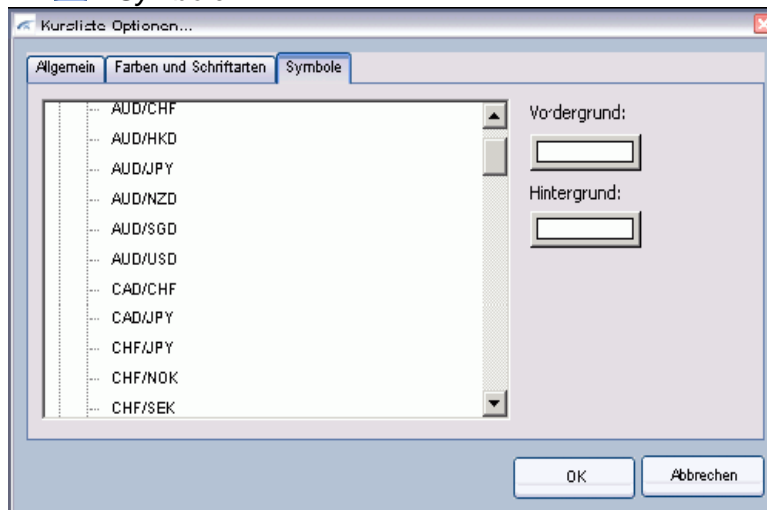 Kursliste Optionen...
Allgemein
Farben und Schriftarten
Symbole
AUD/CHF
AUD/HKD
AUD/JPY
AUD/NZD
AUD/SGD
AUD/USD
CAD/CHF
CAD/JPY
CHF/JPY
CHF/NOK
CHF/SEK
Vordergrund:
Hintergrund:
OK
Abbrechen